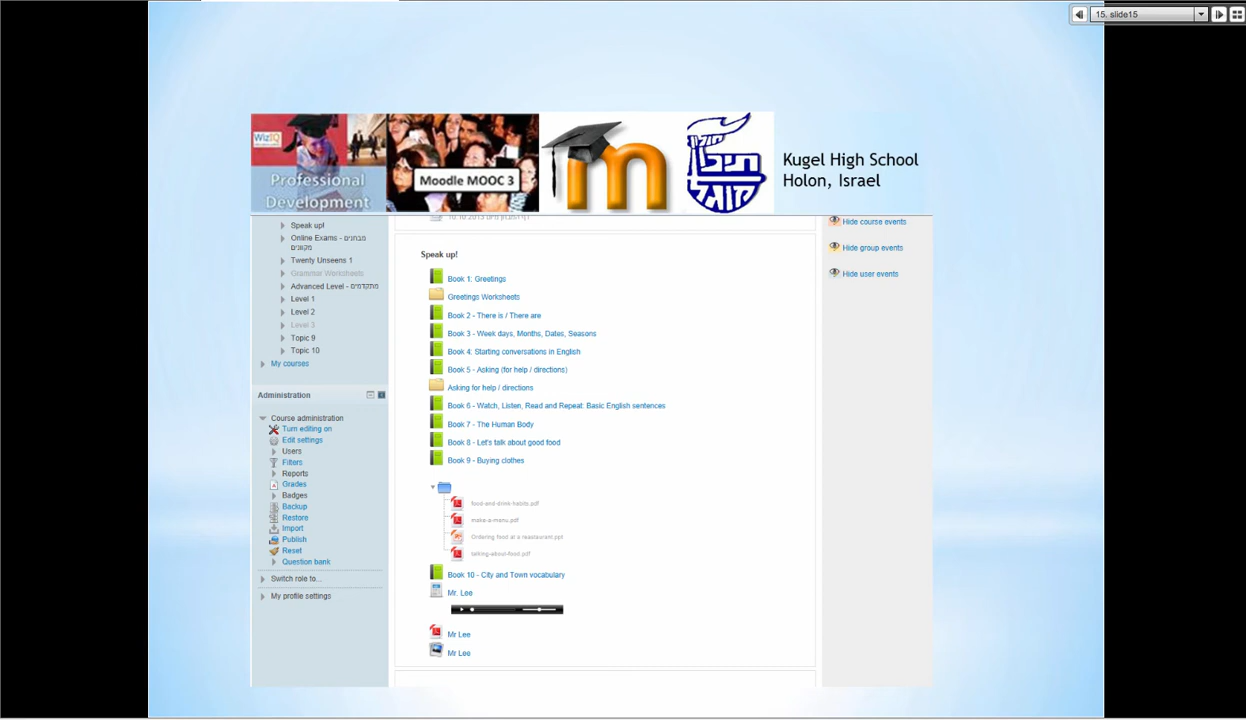 15. slide15
WizIQ
Professional
Development
Moodle MOOC 3
m
Kugel High School
Holon, Israel
Speak up!
Online Exams - מבחנים
מקוונים
Twenty Unseens 1
Grammar Worksheets
Advanced Level - מתקדמים
Level 1
Level 2
Level 3
Topic 9
Topic 10
My courses
Administration
Course administration
Turn editing on
Edit settings
Users
Filters
Reports
Grades
Badges
Backup
Restore
Import
Publish
Reset
Question bank
Switch role to...
My profile settings
Speak up!
Book 1: Greetings
Greetings Worksheets
Book 2 - There is / There are
Book 3 - Week days, Months, Dates, Seasons
Book 4: Starting conversations in English
Book 5 - Asking (for help / directions)
Asking for help / directions
Book 6 - Watch, Listen, Read and Repeat: Basic English sentences
Book 7 - The Human Body
Book 8 - Let's talk about good food
Book 9 - Buying clothes
food-and-drink-habits.pdf
make-a-menu.pdf
Ordering food at a reastaurant.ppt
talking-about-food.pdf
Book 10 - City and Town vocabulary
Mr. Lee
Mr Lee
Mr Lee
Hide course events
Hide group events
Hide user events